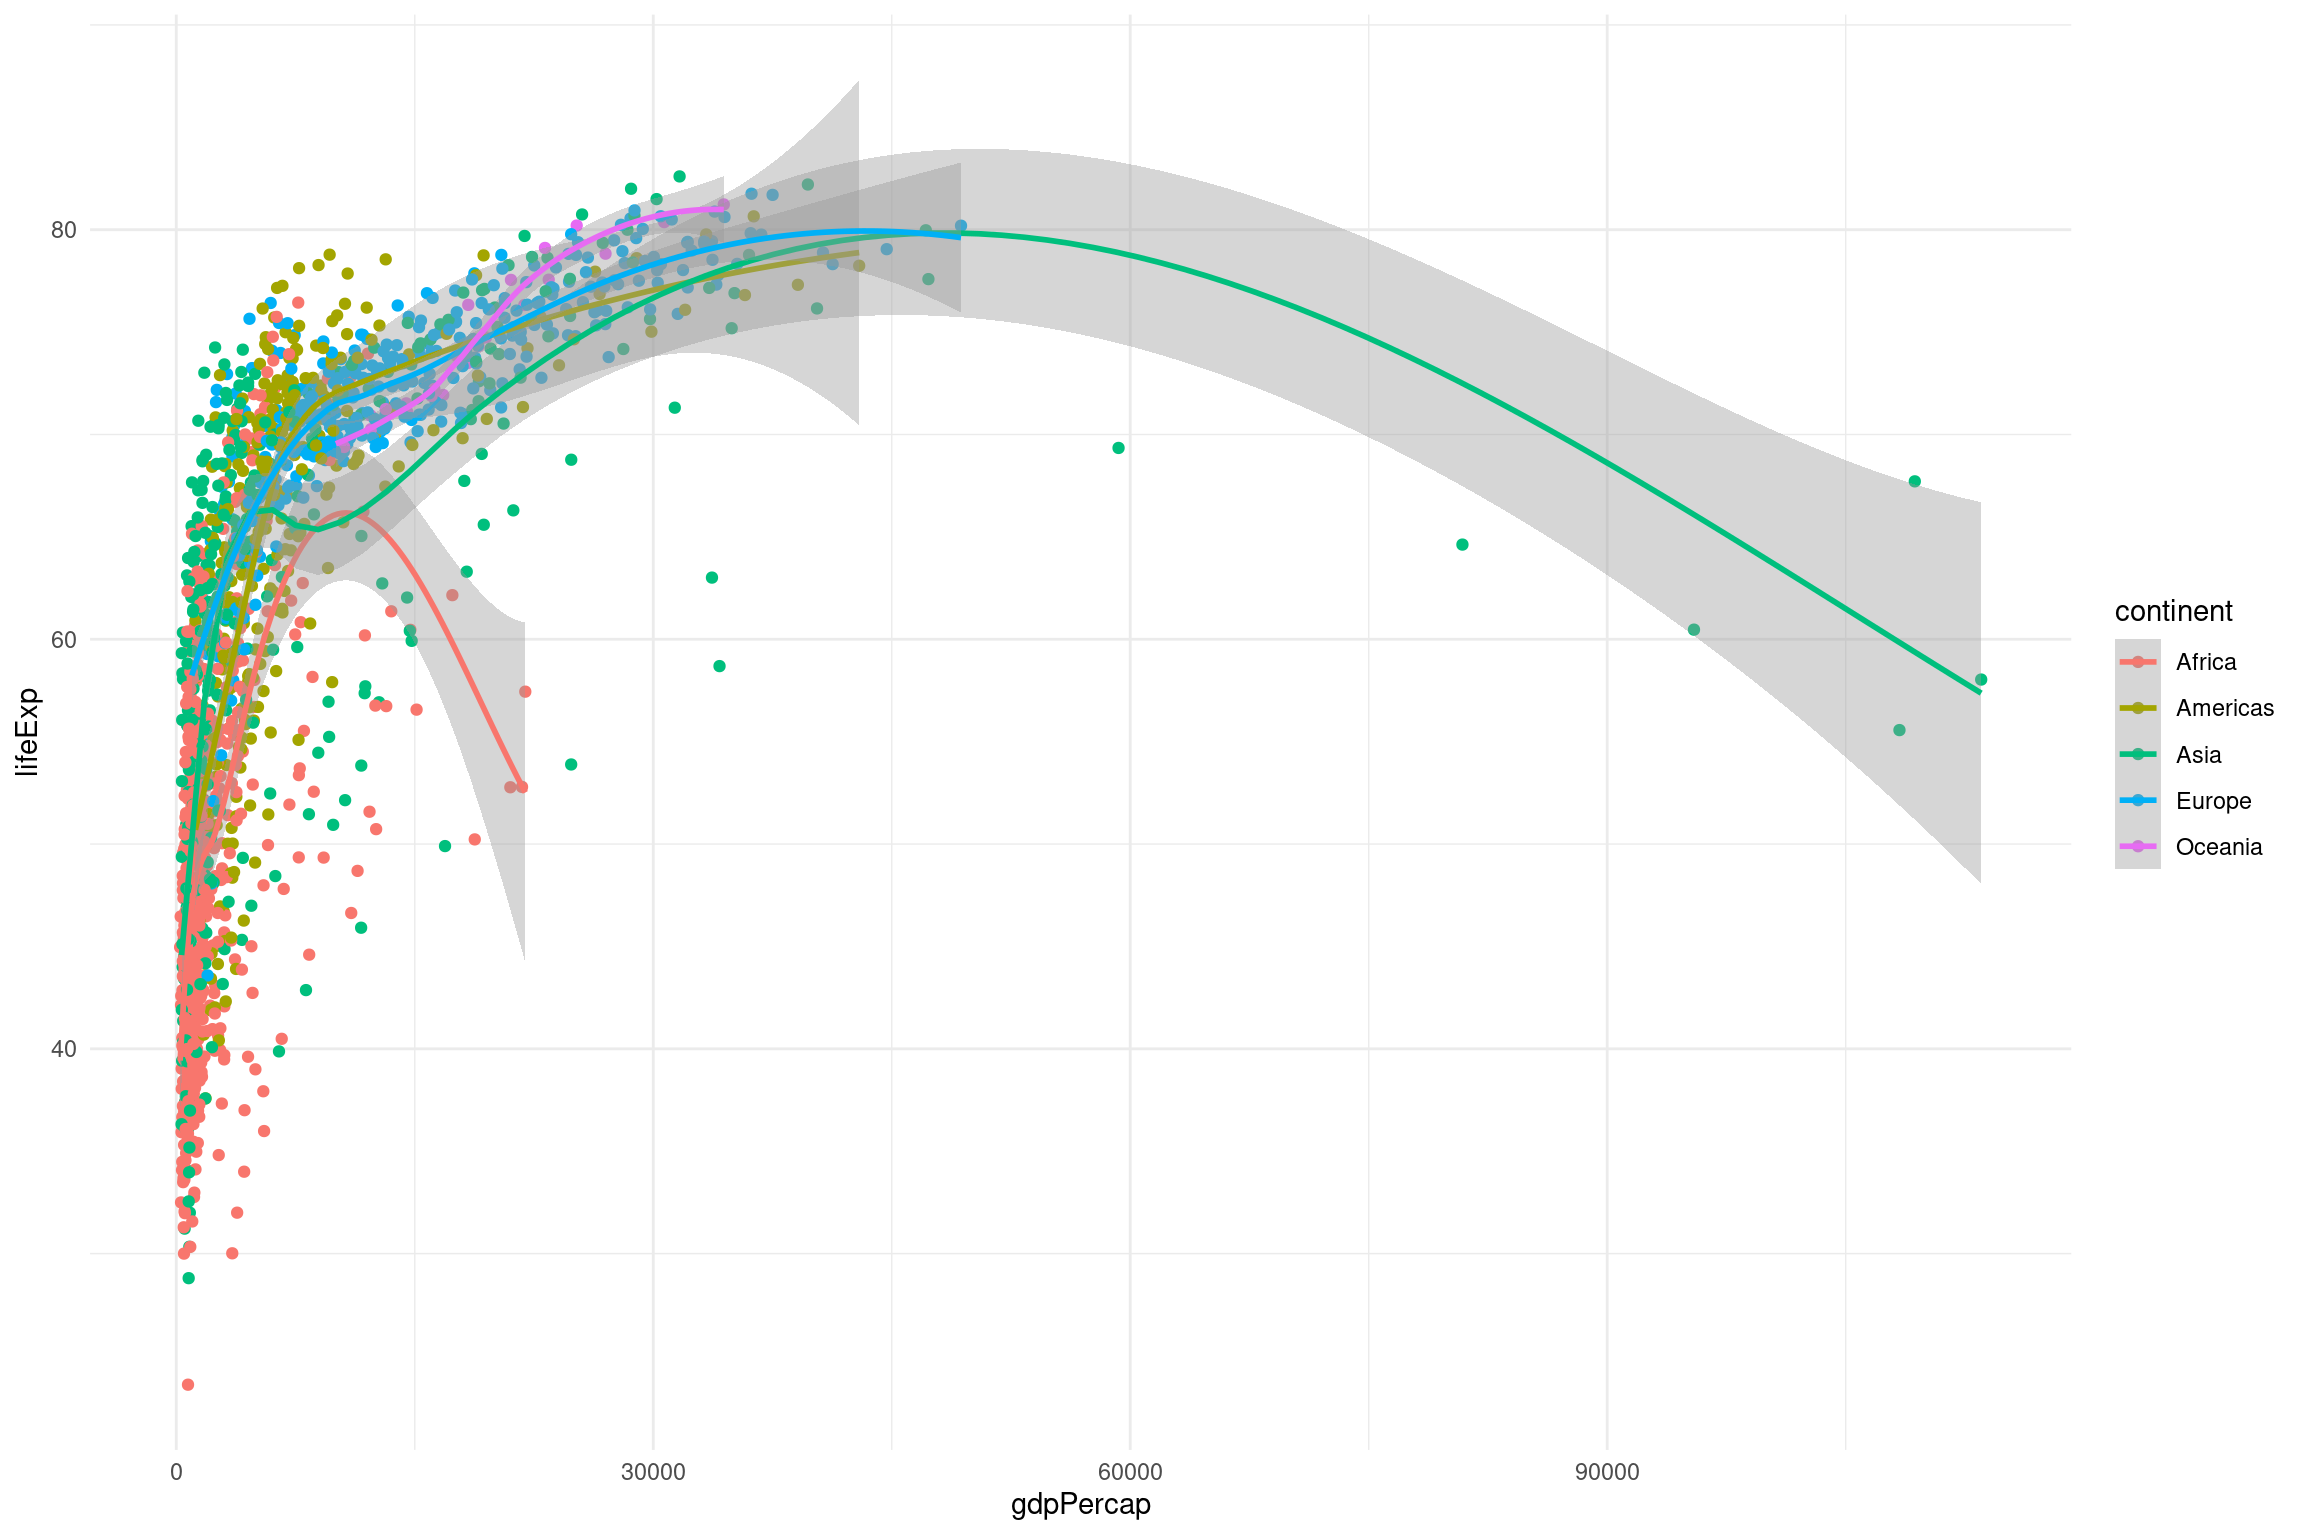 80
60
40
lifeExp
0 30000 60000 90000
gdpPercap
continent
Africa
Americas
Asia
Europe
Oceania